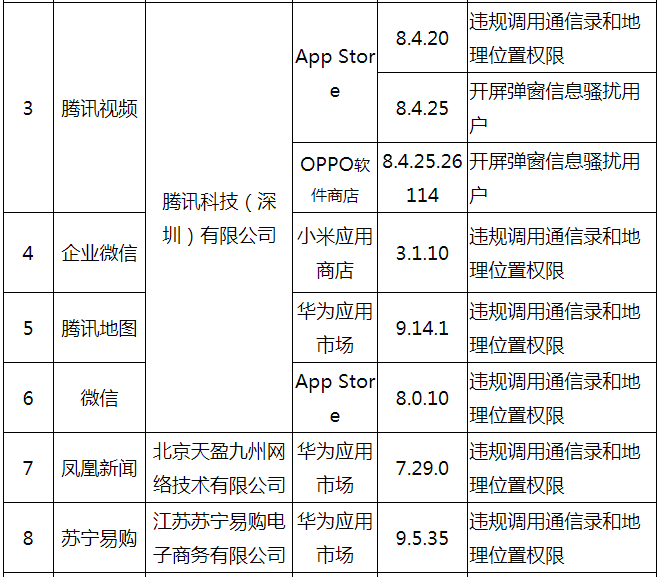 3
腾讯视频
腾讯科技（深
圳）有限公司
App Stor
e
8.4.20
违规调用通信录和地
理位置权限
8.4.25
开屏弹窗信息骚扰用
户
OPPO软
件商店
8.4.25.26
114
开屏弹窗信息骚扰用
户
4
企业微信
小米应用
商店
3.1.10
违规调用通信录和地
理位置权限
5
腾讯地图
华为应用
市场
9.14.1
违规调用通信录和地
理位置权限
6
微信
App Stor
e
8.0.10
违规调用通信录和地
理位置权限
7
凤凰新闻
北京天盈九州网
络技术有限公司
华为应用
市场
7.29.0
违规调用通信录和地
理位置权限
8
苏宁易购
江苏苏宁易购电
子商务有限公司
华为应用
市场
9.5.35
违规调用通信录和地
理位置权限